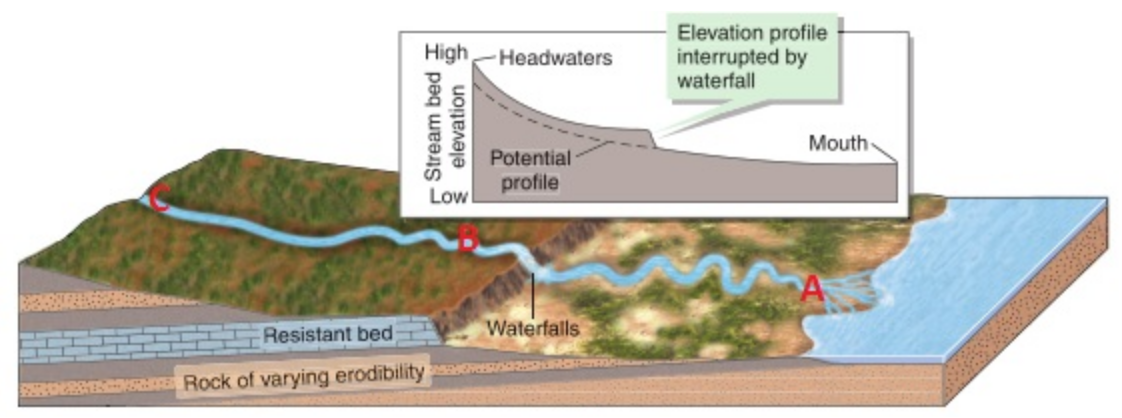 Elevation profile
interrupted by
waterfall
High
Headwaters
Stream bed
elevation
Mouth
Potential
profile
Low
C
B
A
Waterfalls
Resistant bed
Rock of varying erodibility